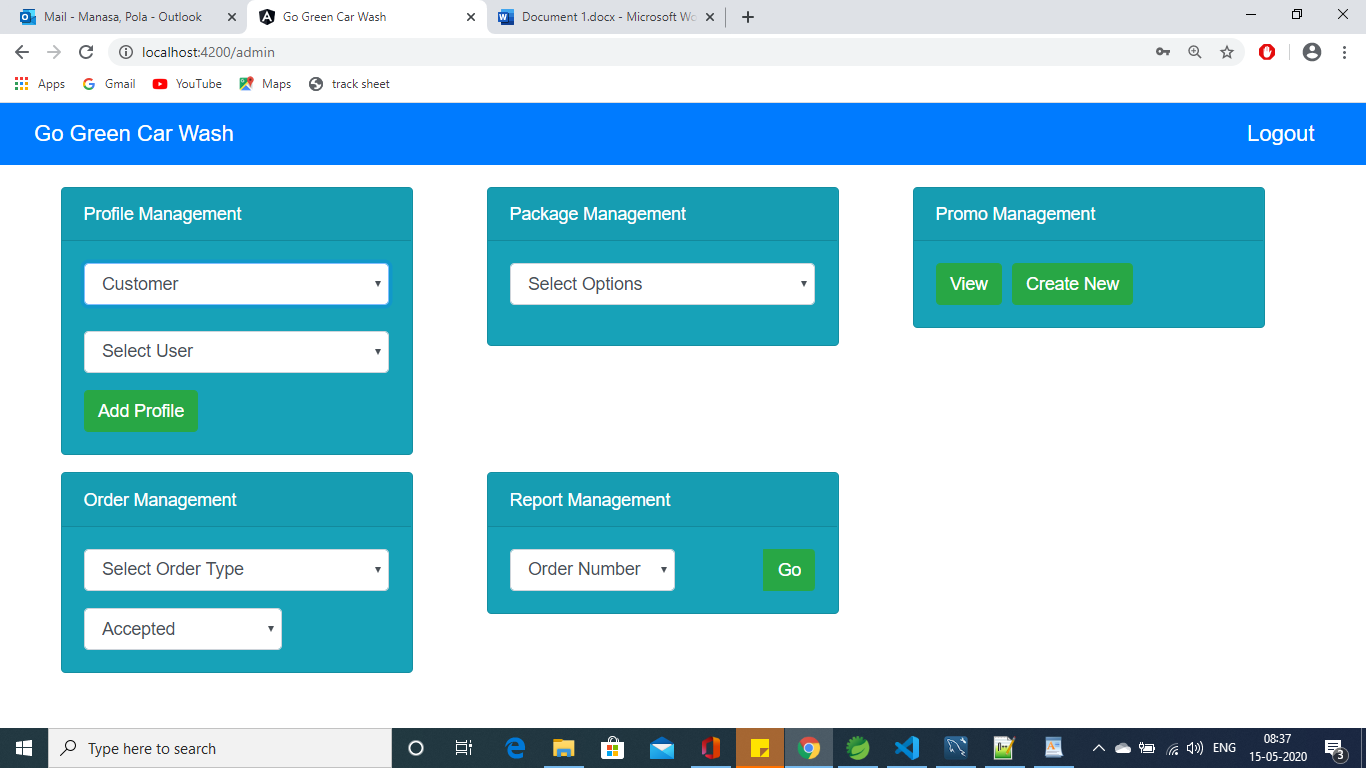 Mail - Manasa, Pola - Outlook
Go Green Car Wash
Document 1.docx - Microsoft Wo
localhost:4200/admin
Apps
Gmail
YouTube
Maps
track sheet
Go Green Car Wash
Logout
Profile Management
Package Management
Promo Management
Customer
Select Options
View
Create New
Select User
Add Profile
Order Management
Report Management
Select Order Type
Order Number
Go
Accepted
Type here to search
ENG
08:37
15-05-2020
3